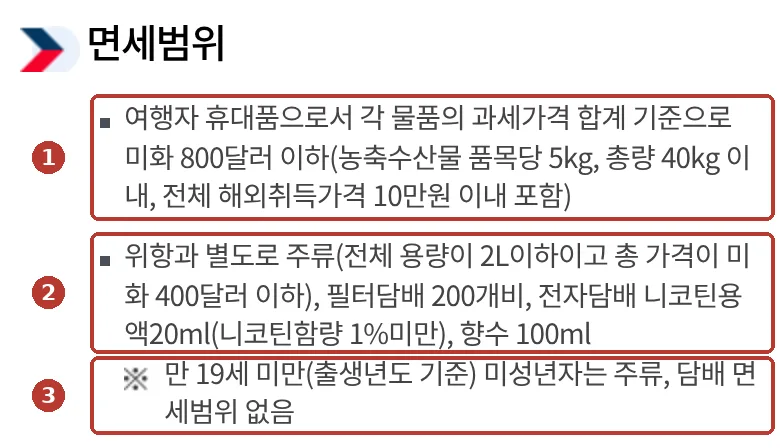 면세범위
1
▪ 여행자 휴대품으로서 각 물품의 과세가격 합계 기준으로
미화 800달러 이하(농축수산물 품목당 5kg, 총량 40kg 이
내, 전체 해외취득가격 10만원 이내 포함)
2
▪ 위항과 별도로 주류(전체 용량이 2L이하이고 총 가격이 미
화 400달러 이하), 필터담배 200개비, 전자담배 니코틴용
액20ml(니코틴함량 1%미만), 향수 100ml
3
※ 만 19세 미만(출생년도 기준) 미성년자는 주류, 담배 면
세범위 없음